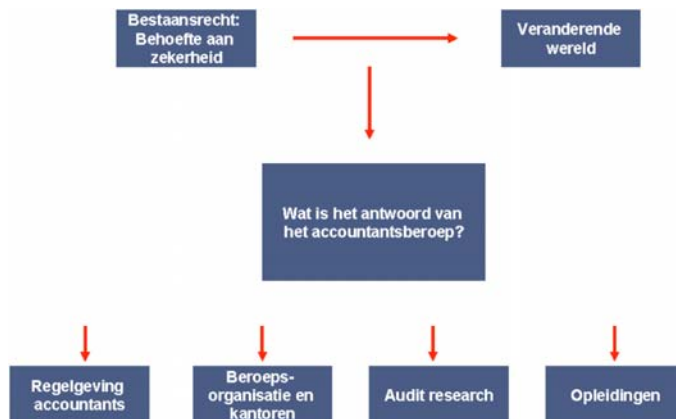 Bestaansrecht:
Behoefte aan
zekerheid
Veranderende
wereld
Wat is het antwoord van
het accountantsberoep?
Regelgeving
accountants
Beroeps-
organisatie en
kantoren
Audit research
Opleidingen